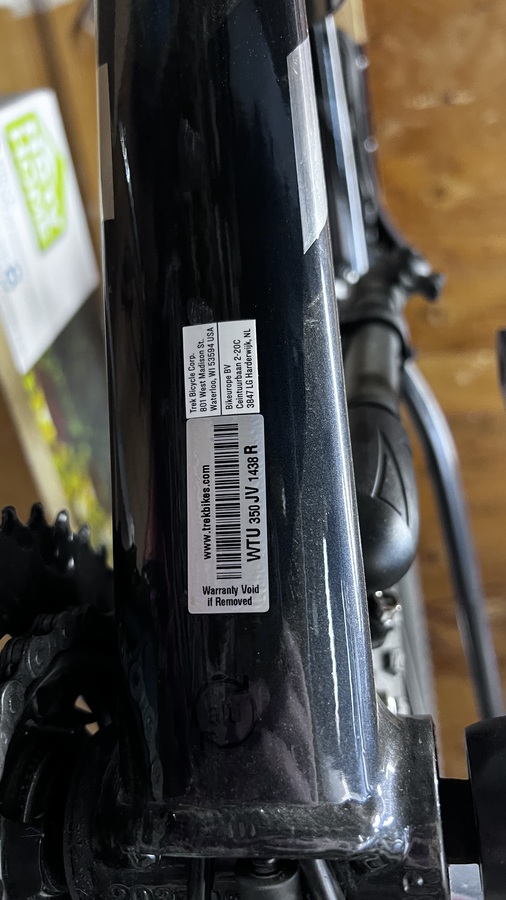 Trek Bicycle Corp.
801 West Madison St.
Waterloo, WI 53594 USA
Bikeurope BV
Ceintuurbaan 2-20C
3847 LG Harderwijk, NL
www.trekbikes.com
WTU 350 JV 1438 R
Warranty Void
if Removed